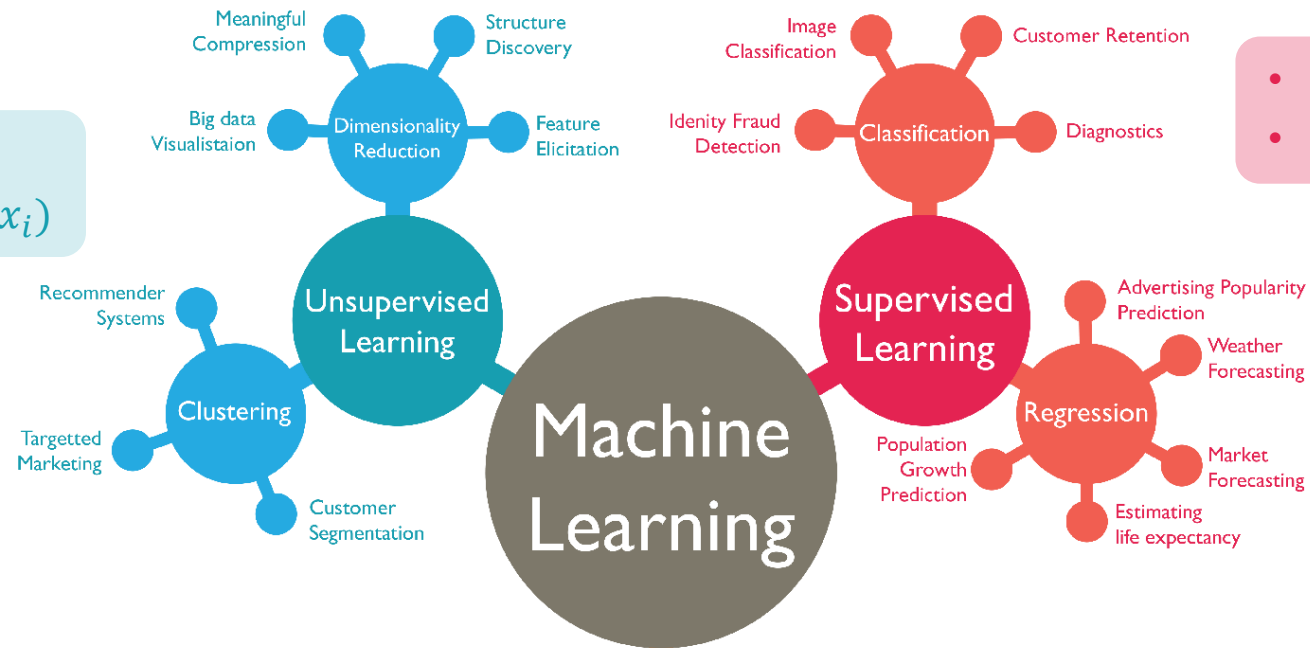 Meaningful
Compression
Structure
Discovery
Big data
Visualistaion
Dimensionality
Reduction
Feature
Elicitation
Image
Classification
Customer Retention
Idenity Fraud
Detection
Classification
Diagnostics
•
•
x_i)
Recommender
Systems
Unsupervised
Learning
Clustering
Targetted
Marketing
Customer
Segmentation
Machine
Learning
Supervised
Learning
Advertising Popularity
Prediction
Weather
Forecasting
Regression
Population
Growth
Prediction
Market
Forecasting
Estimating
life expectancy